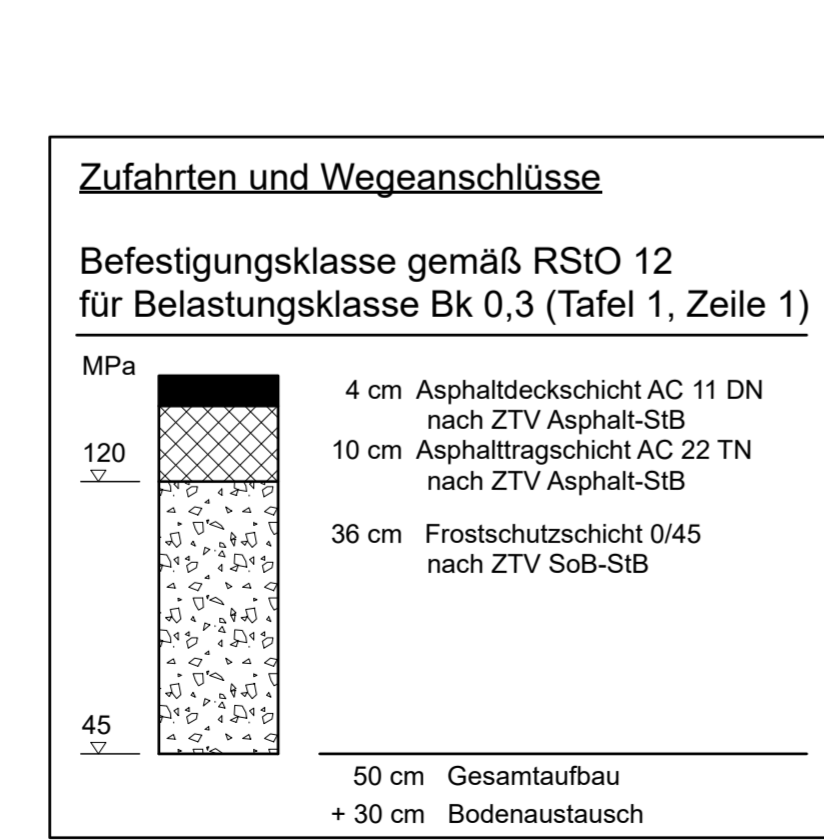 Zufahrten und Wegeanschlüsse
Befestigungsklasse gemäß RStO 12
für Belastungsklasse Bk 0,3 (Tafel 1, Zeile 1)
MPa
4 cm Asphaltdeckschicht AC 11 DN
nach ZTV Asphalt-StB
10 cm Asphalttragschicht AC 22 TN
120
nach ZTV Asphalt-StB
36 cm Frostschutzschicht 0/45
nach ZTV SoB-StB
45
50 cm Gesamtaufbau
+ 30 cm Bodenaustausch